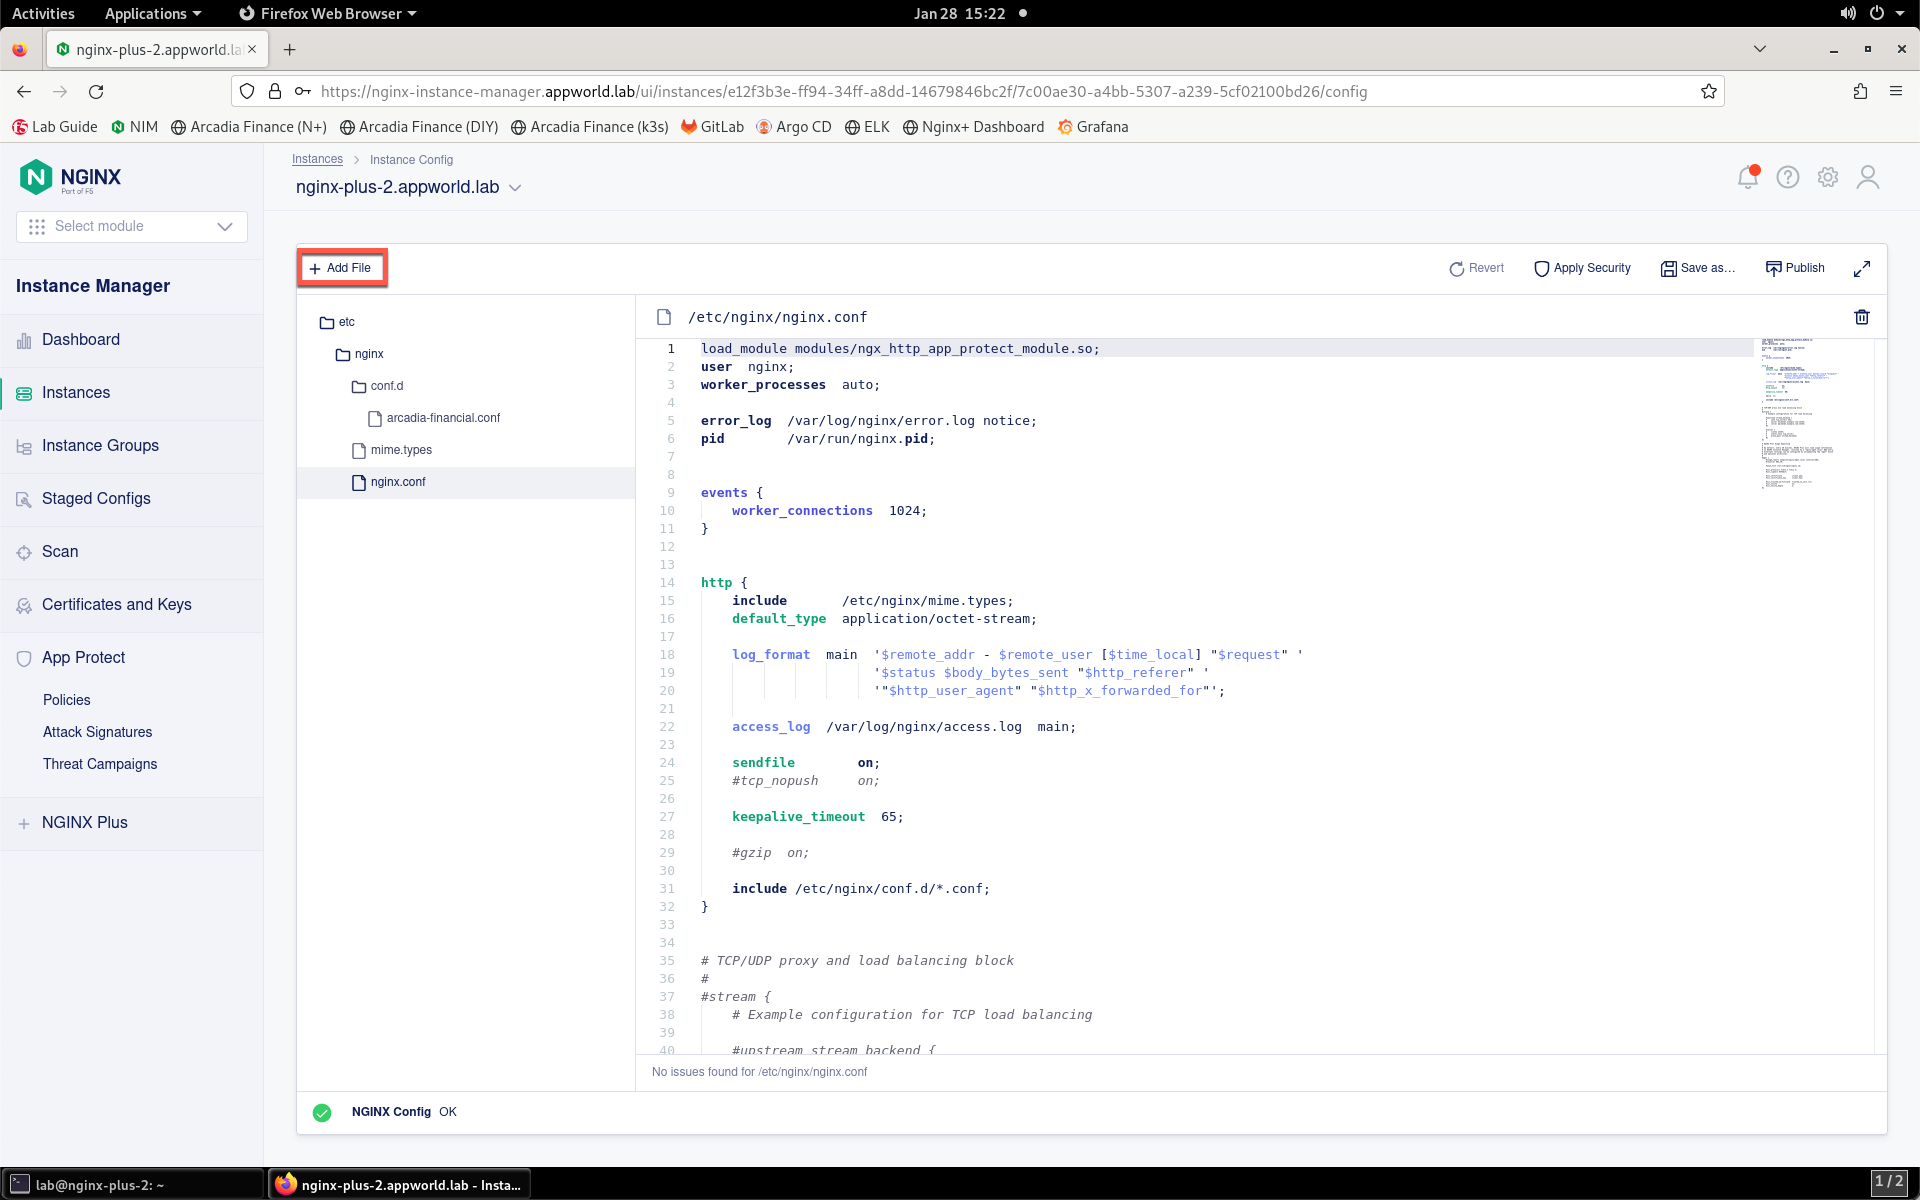 Activities Applications Firefox Web Browser Jan 28 15:22
nginx-plus-2.appworld.la
https://nginx-instance-manager.appworld.lab/ui/instances/e12f3b3e-ff94-34ff-a8dd-14679846bc2f/7c00ae30-a4bb-5307-a239-5cf02100bd26/config
Lab Guide NIM Arcadia Finance (N+) Arcadia Finance (DIY) Arcadia Finance (k3s) GitLab Argo CD ELK Nginx+ Dashboard Grafana
NGINX
Part of F5
Select module
Instance Manager
Dashboard
Instances
Instance Groups
Staged Configs
Scan
Certificates and Keys
App Protect
Policies
Attack Signatures
Threat Campaigns
NGINX Plus
Instances > Instance Config
nginx-plus-2.appworld.lab
+ Add File Revert Apply Security Save as... Publish
etc
nginx
conf.d
arcadia-financial.conf
mime.types
nginx.conf
/etc/nginx/nginx.conf
1 load_module modules/ngx_http_app_protect_module.so;
2 user  nginx;
3 worker_processes  auto;
4
5 error_log  /var/log/nginx/error.log notice;
6 pid        /var/run/nginx.pid;
7
8
9 events {
10     worker_connections  1024;
11 }
12
13
14 http {
15     include       /etc/nginx/mime.types;
16     default_type  application/octet-stream;
17
18     log_format  main  '$remote_addr - $remote_user [$time_local] "$request" '
19                       '$status $body_bytes_sent "$http_referer" '
20                       '"$http_user_agent" "$http_x_forwarded_for"';
21
22     access_log  /var/log/nginx/access.log  main;
23
24     sendfile        on;
25     #tcp_nopush     on;
26
27     keepalive_timeout  65;
28
29     #gzip  on;
30
31     include /etc/nginx/conf.d/*.conf;
32 }
33
34
35 # TCP/UDP proxy and load balancing block
36 #
37 #stream {
38     # Example configuration for TCP load balancing
39
40     #upstream stream_backend {
No issues found for /etc/nginx/nginx.conf
NGINX Config OK
lab@nginx-plus-2: ~ nginx-plus-2.appworld.lab - Insta... 1 / 2